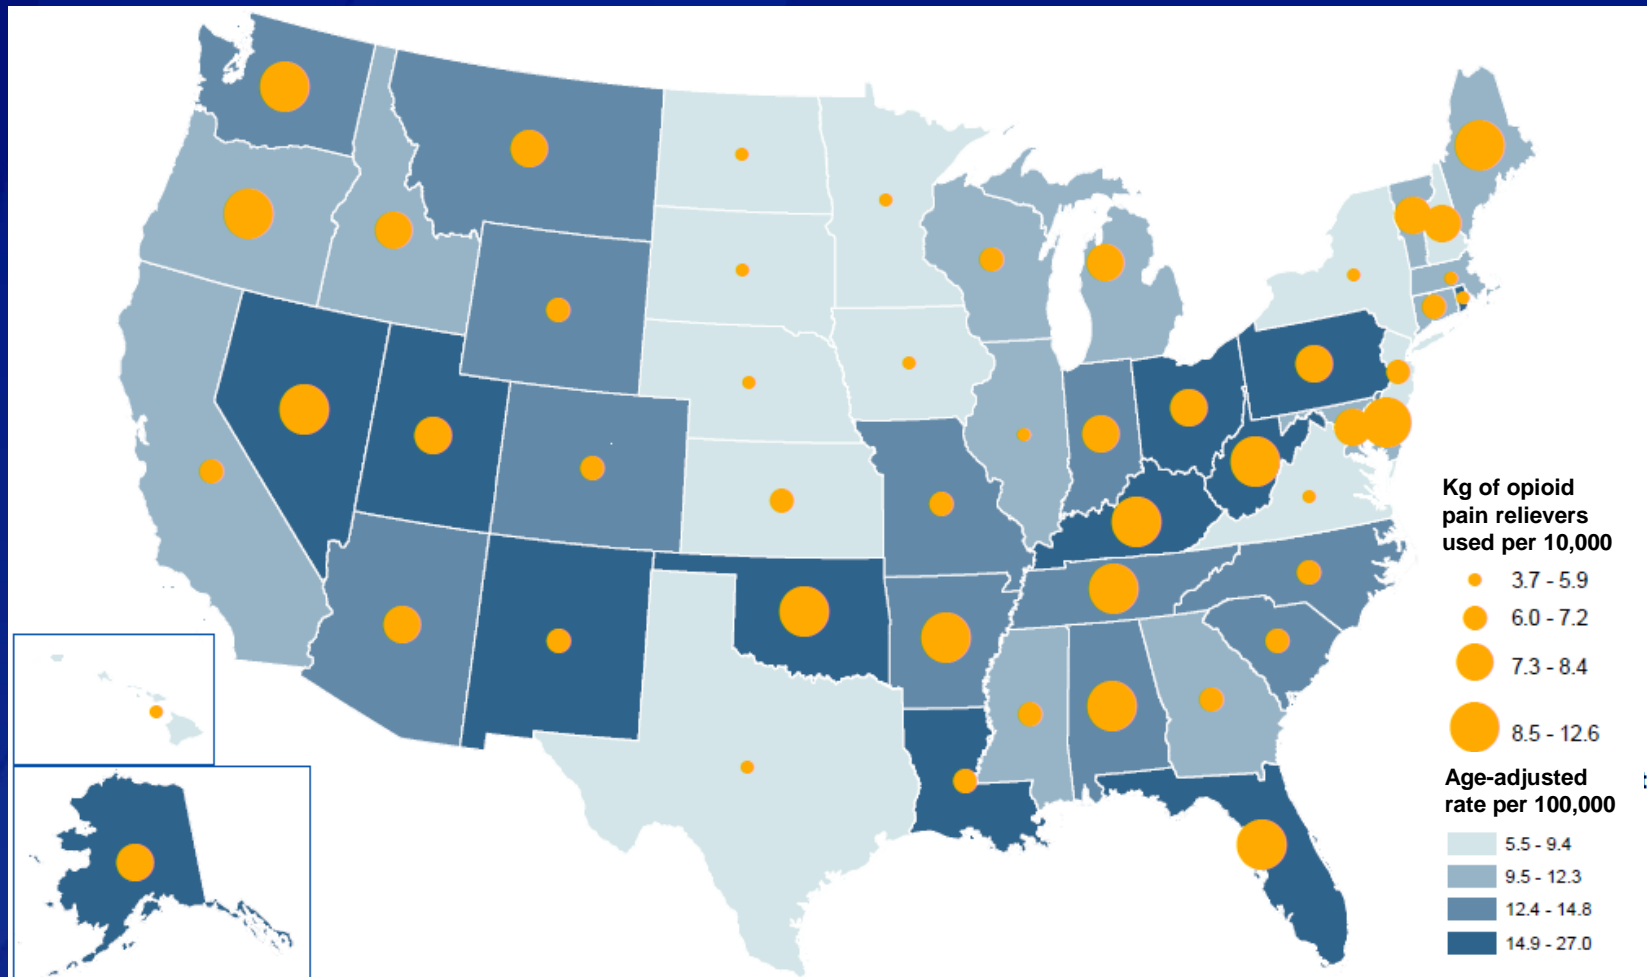 Kg of opioid
pain relievers
used per 10,000
3.7 - 5.9
6.0 - 7.2
7.3 - 8.4
8.5 - 12.6
Age-adjusted
rate per 100,000
5.5 - 9.4
9.5 - 12.3
12.4 - 14.8
14.9 - 27.0